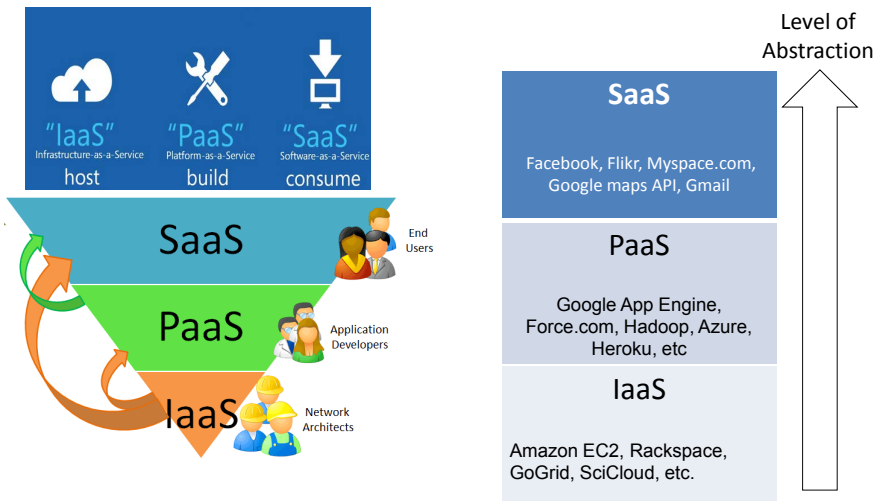 "IaaS"
Infrastructure-as-a-Service
host
"PaaS"
Platform-as-a-Service
build
"SaaS"
Software-as-a-Service
consume
SaaS
End
Users
PaaS
Application
Developers
IaaS
Network
Architects
Level of
Abstraction
SaaS
Facebook, Flikr, Myspace.com,
Google maps API, Gmail
PaaS
Google App Engine,
Force.com, Hadoop, Azure,
Heroku, etc
IaaS
Amazon EC2, Rackspace,
GoGrid, SciCloud, etc.